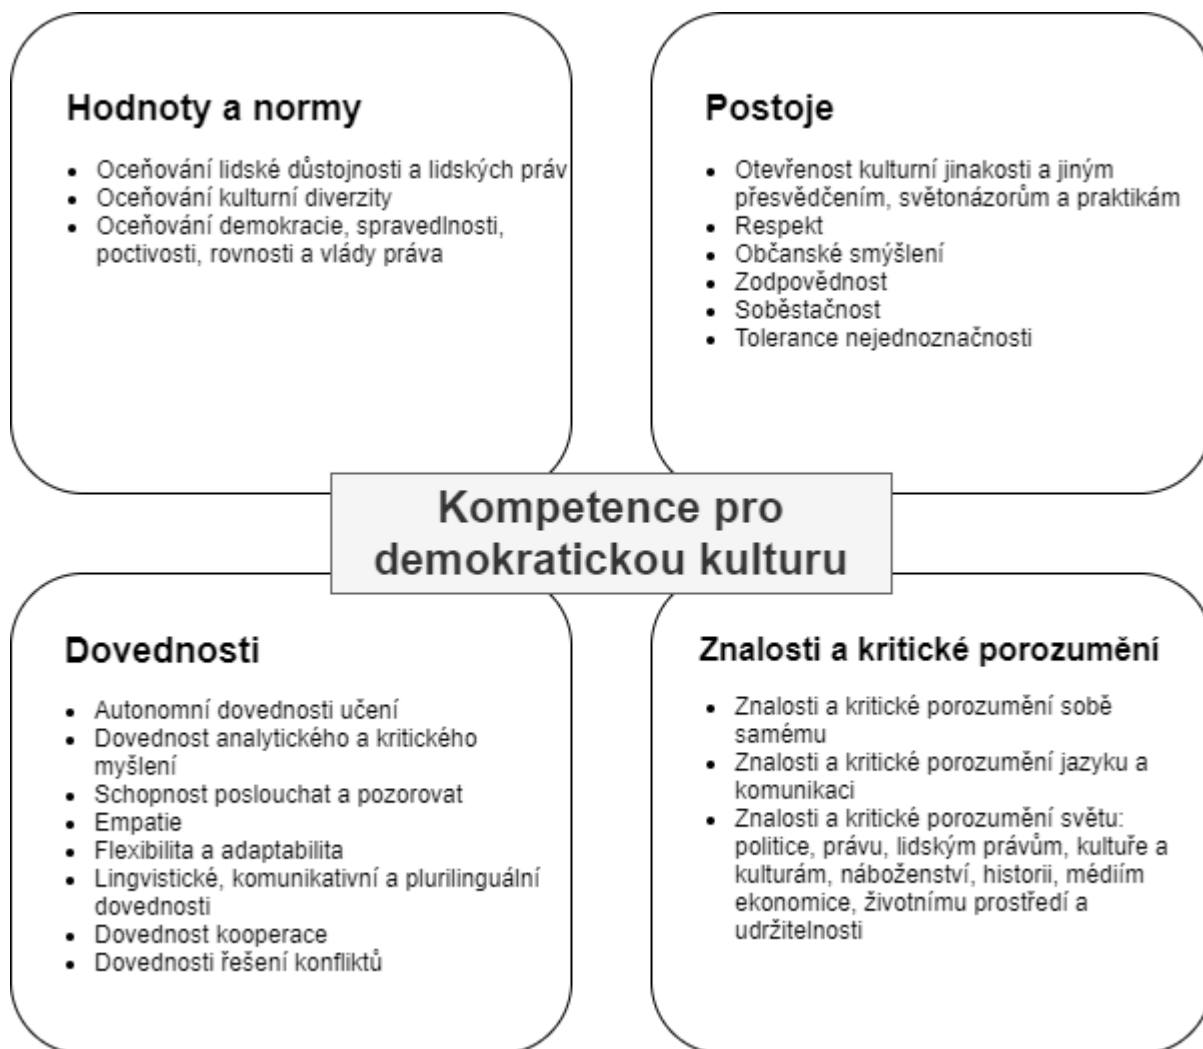 Hodnoty a normy
• Oceňování lidské důstojnosti a lidských práv
• Oceňování kulturní diverzity
• Oceňování demokracie, spravedlnosti,
poctivosti, rovnosti a vlády práva
Postoje
• Otevřenost kulturní jinakosti a jiným
přesvědčením, světonázorům a praktikám
• Respekt
• Občanské smýšlení
• Zodpovědnost
• Soběstačnost
• Tolerance nejednoznačnosti
Kompetence pro
demokratickou kulturu
Dovednosti
• Autonomní dovednosti učení
• Dovednost analytického a kritického
myšlení
• Schopnost poslouchat a pozorovat
• Empatie
• Flexibilita a adaptabilita
• Lingvistické, komunikativní a plurilinguální
dovednosti
• Dovednost kooperace
• Dovednosti řešení konfliktů
Znalosti a kritické porozumění
• Znalosti a kritické porozumění sobě
samému
• Znalosti a kritické porozumění jazyku a
komunikaci
• Znalosti a kritické porozumění světu:
politice, právu, lidským právům, kultuře a
kulturám, náboženství, historii, médiím
ekonomice, životnímu prostředí a
udržitelnosti